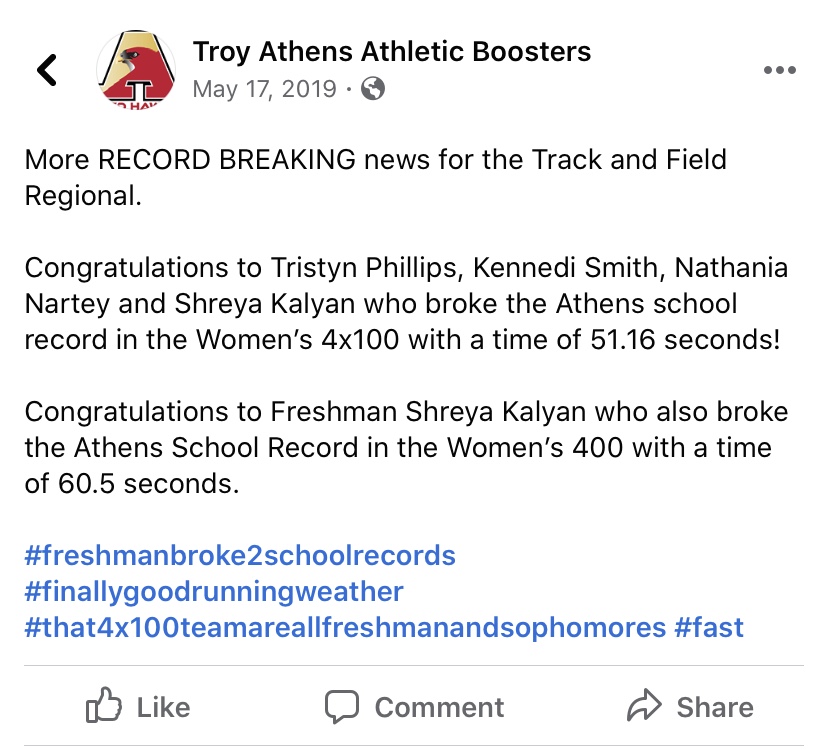 Troy Athens Athletic Boosters
May 17, 2019 ·
More RECORD BREAKING news for the Track and Field
Regional.
Congratulations to Tristyn Phillips, Kennedi Smith, Nathania
Nartey and Shreya Kalyan who broke the Athens school
record in the Women’s 4x100 with a time of 51.16 seconds!
Congratulations to Freshman Shreya Kalyan who also broke
the Athens School Record in the Women’s 400 with a time
of 60.5 seconds.
#freshmanbroke2schoolrecords
#finallygoodrunningweather
#that4x100teamareallfreshmanandsophomores #fast
Like Comment Share